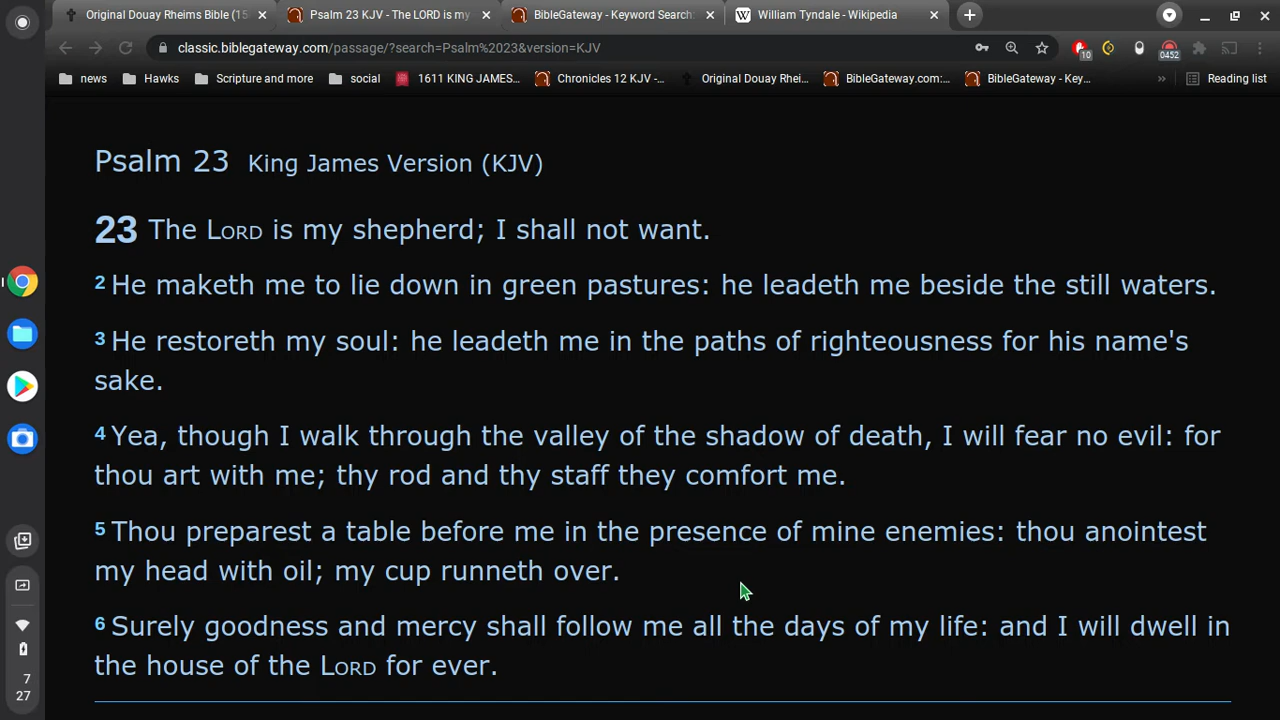 Original Douay Rheims Bible (15
Psalm 23 KJV - The LORD is my
BibleGateway - Keyword Search:
William Tyndale - Wikipedia
classic.biblegateway.com/passage/?search=Psalm%2023&version=KJV
10
0452
news
Hawks
Scripture and more
social
1611 KING JAMES...
Chronicles 12 KJV -...
Original Douay Rhei...
BibleGateway.com:...
BibleGateway - Key...
»
Reading list
Psalm 23 King James Version (KJV)
23 The LORD is my shepherd; I shall not want.
2 He maketh me to lie down in green pastures: he leadeth me beside the still waters.
3 He restoreth my soul: he leadeth me in the paths of righteousness for his name's
sake.
4 Yea, though I walk through the valley of the shadow of death, I will fear no evil: for
thou art with me; thy rod and thy staff they comfort me.
5 Thou preparest a table before me in the presence of mine enemies: thou anointest
my head with oil; my cup runneth over.
6 Surely goodness and mercy shall follow me all the days of my life: and I will dwell in
the house of the LORD for ever.
7
27